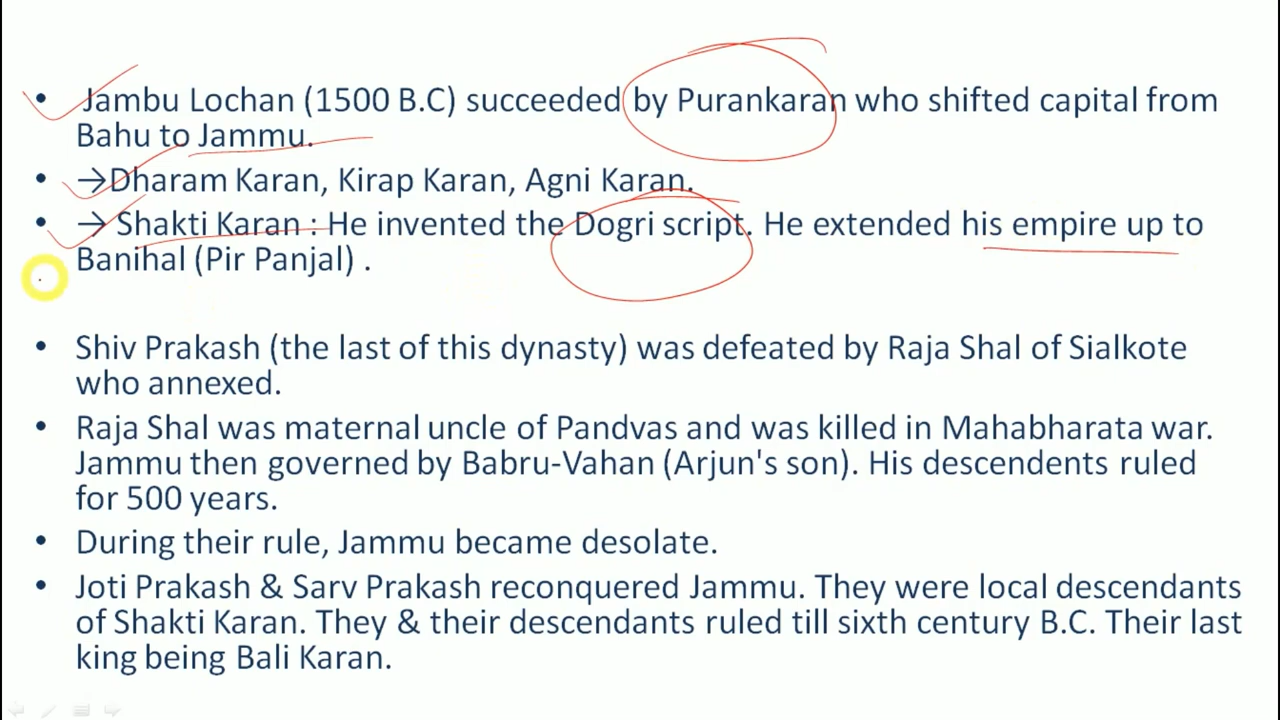 • Jambu Lochan (1500 B.C) succeeded by Purankaran who shifted capital from
Bahu to Jammu.
• →Dharam Karan, Kirap Karan, Agni Karan.
• → Shakti Karan : He invented the Dogri script. He extended his empire up to
Banihal (Pir Panjal) .
• Shiv Prakash (the last of this dynasty) was defeated by Raja Shal of Sialkote
who annexed.
• Raja Shal was maternal uncle of Pandvas and was killed in Mahabharata war.
Jammu then governed by Babru-Vahan (Arjun's son). His descendents ruled
for 500 years.
• During their rule, Jammu became desolate.
• Joti Prakash & Sarv Prakash reconquered Jammu. They were local descendants
of Shakti Karan. They & their descendants ruled till sixth century B.C. Their last
king being Bali Karan.